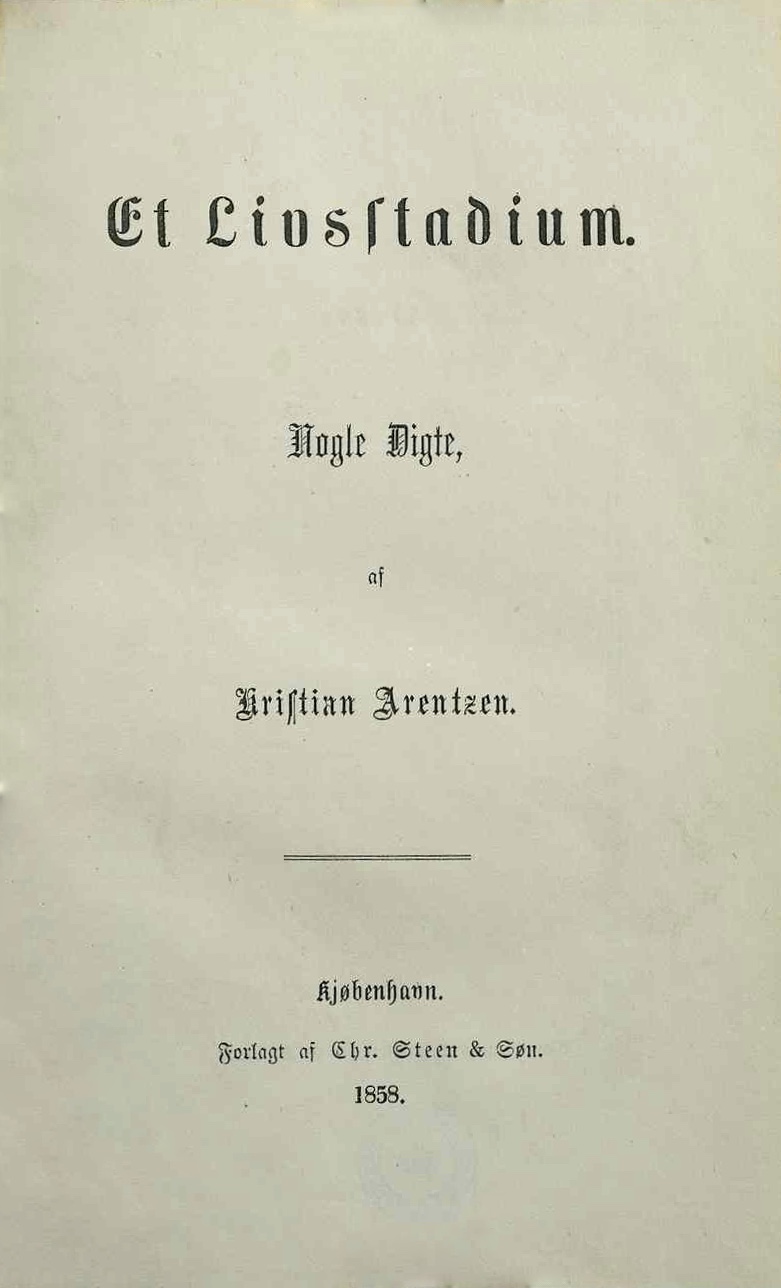 Et Livsſtadium.
Nogle Digte,
af
Kriſtian Arentzen.
Kjøbenhavn.
Forlagt af Chr. Steen & Søn.
1858.